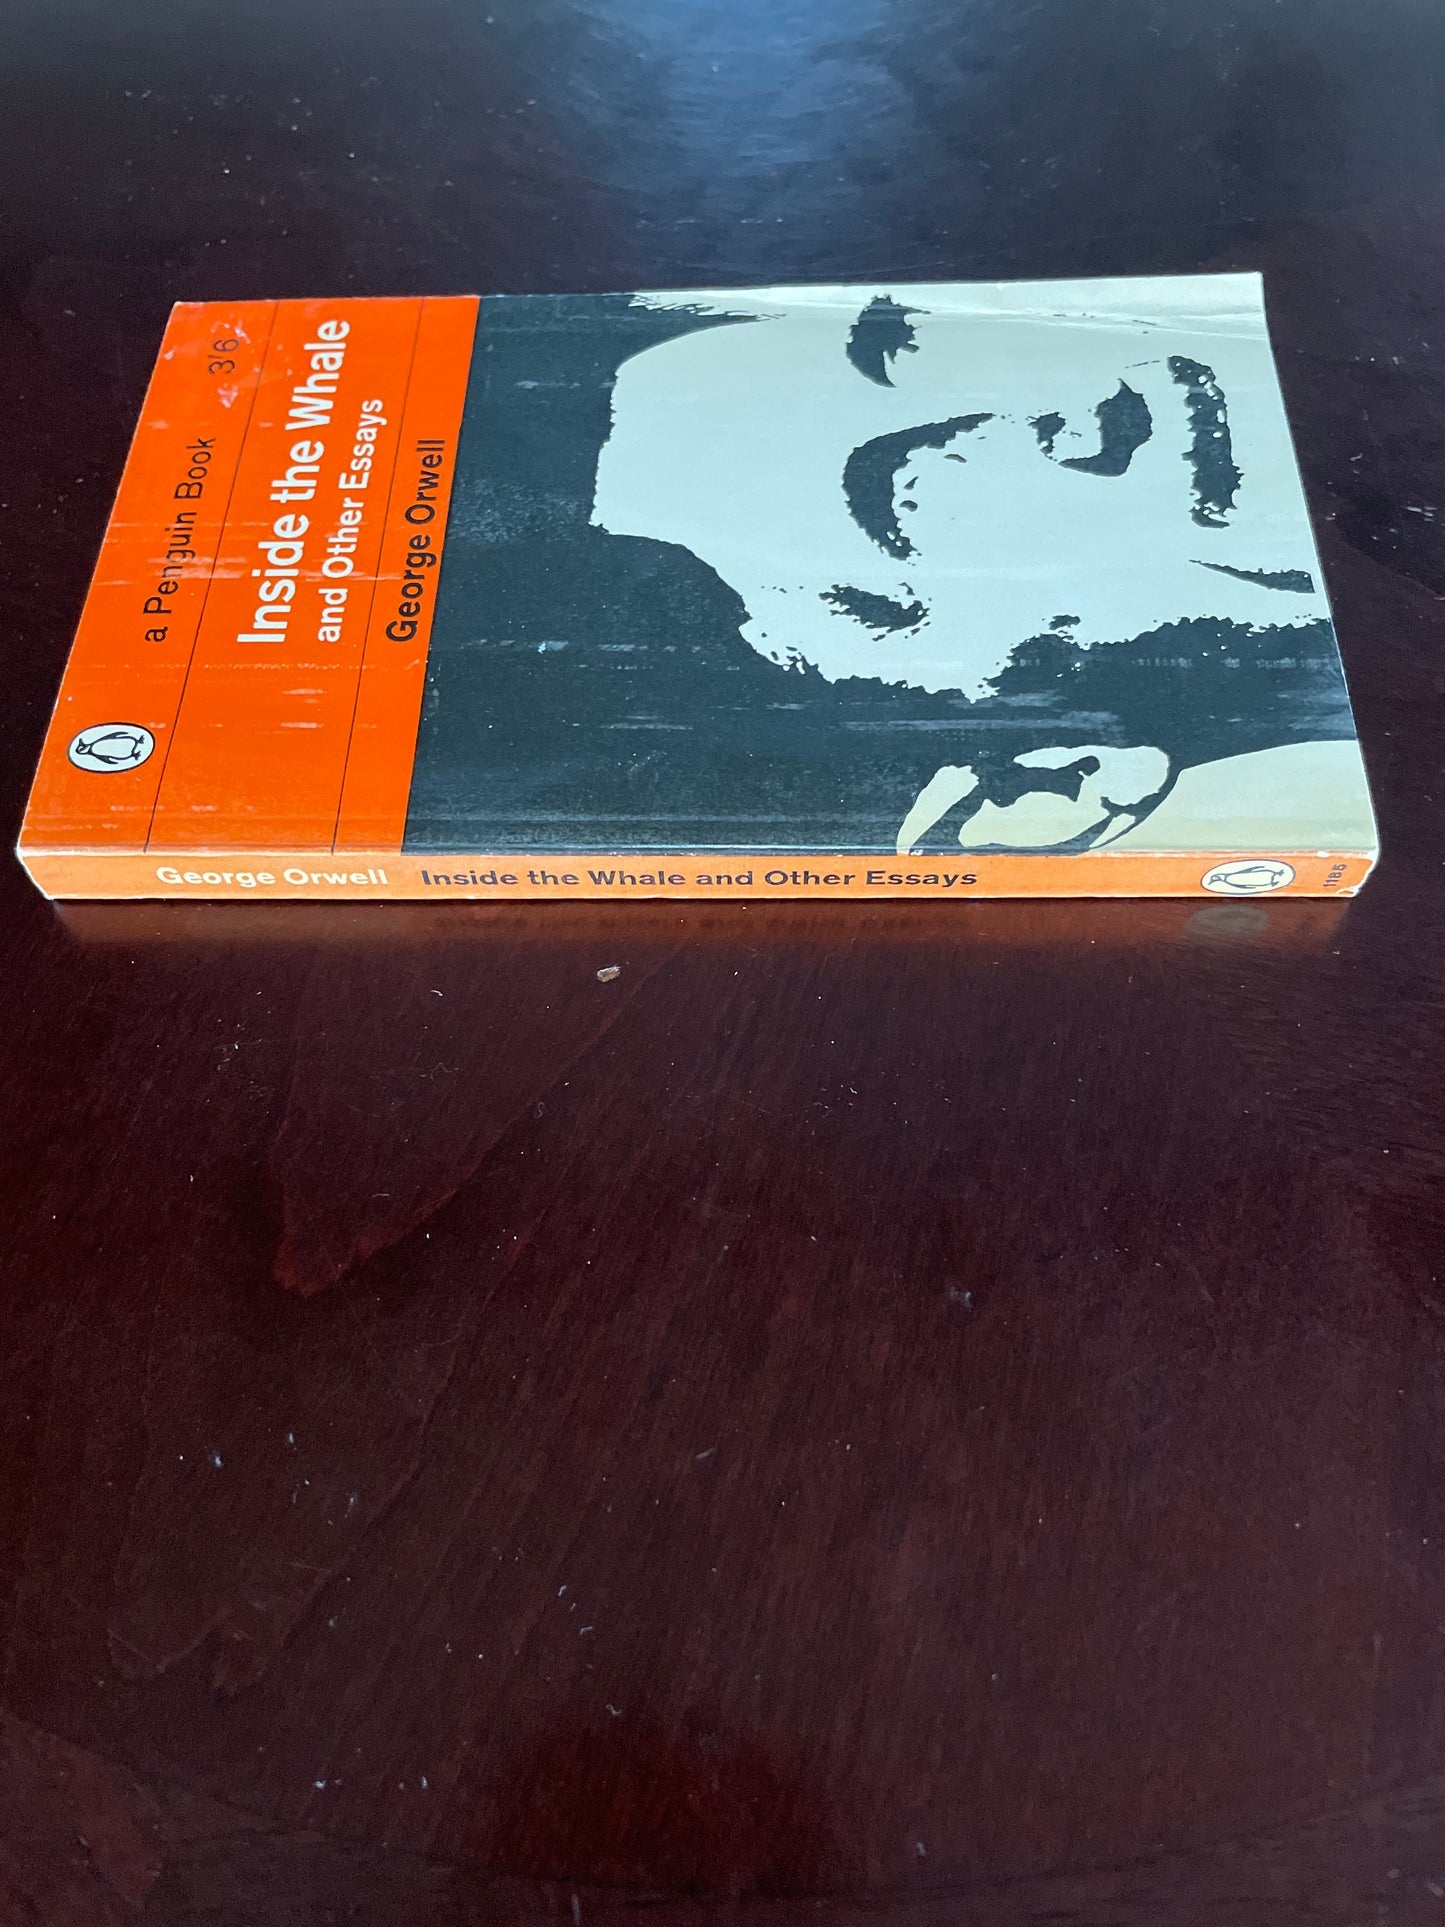 a Penguin Book 3'6
Inside the Whale
and Other Essays
George Orwell
George Orwell Inside the Whale and Other Essays 1185